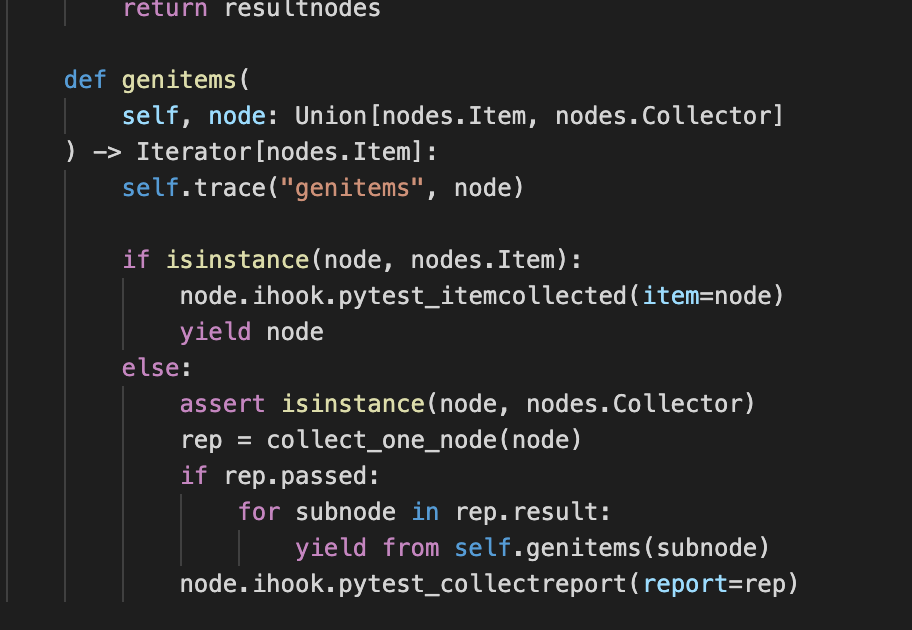 return resultnodes
def genitems(
self, node: Union[nodes.Item, nodes.Collector]
) -> Iterator[nodes.Item]:
self.trace("genitems", node)
if isinstance(node, nodes.Item):
node.ihook.pytest_itemcollected(item=node)
yield node
else:
assert isinstance(node, nodes.Collector)
rep = collect_one_node(node)
if rep.passed:
for subnode in rep.result:
yield from self.genitems(subnode)
node.ihook.pytest_collectreport(report=rep)